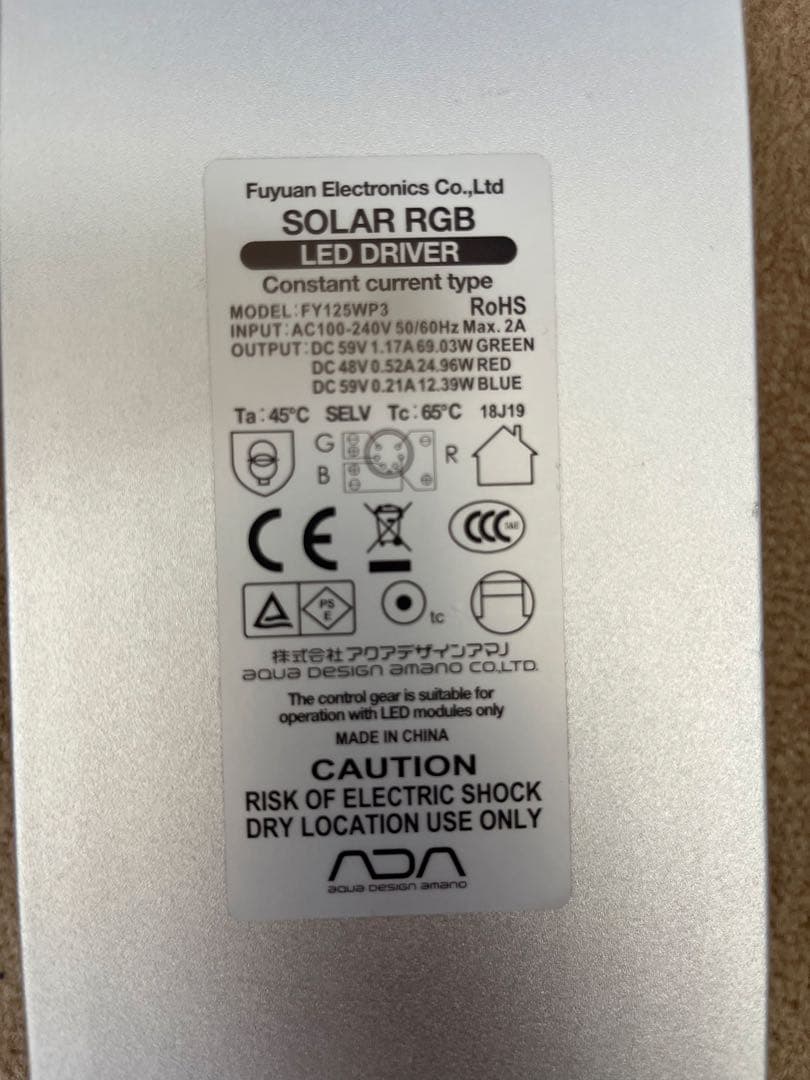 Fuyuan Electronics Co.,Ltd
SOLAR RGB
LED DRIVER
Constant current type
MODEL:FY125WP3 RoHS
INPUT:AC100-240V 50/60Hz Max. 2A
OUTPUT:DC 59V 1.17A 69.03W GREEN
DC 48V 0.52A 24.96W RED
DC 59V 0.21A 12.39W BLUE
Ta:45°C SELV Tc:65°C 18J19
G
B
R
CE
CCC S&E
PS
E
tc
株式会社アクアデザインアマノ
aqua Design amano CO.,LTD.
The control gear is suitable for
operation with LED modules only
MADE IN CHINA
CAUTION
RISK OF ELECTRIC SHOCK
DRY LOCATION USE ONLY
ADA
aqua Design amano